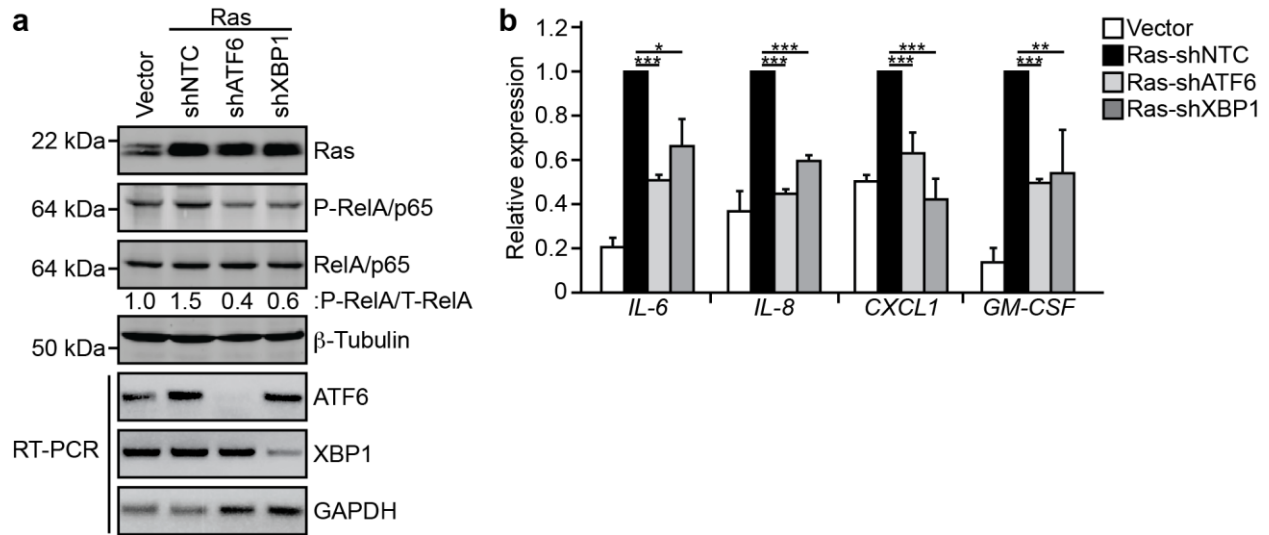 a
Ras
Vector
shNTC
shATF6
shXBP1
22 kDa
Ras
64 kDa
P-RelA/p65
64 kDa
RelA/p65
1.0 1.5 0.4 0.6 :P-RelA/T-RelA
50 kDa
β-Tubulin
RT-PCR
ATF6
XBP1
GAPDH
b
Relative expression
1.2
1.0
0.8
0.6
0.4
0.2
0
* *** ** 
*** *** *** ***
***
IL-6 IL-8 CXCL1 GM-CSF
Vector
Ras-shNTC
Ras-shATF6
Ras-shXBP1